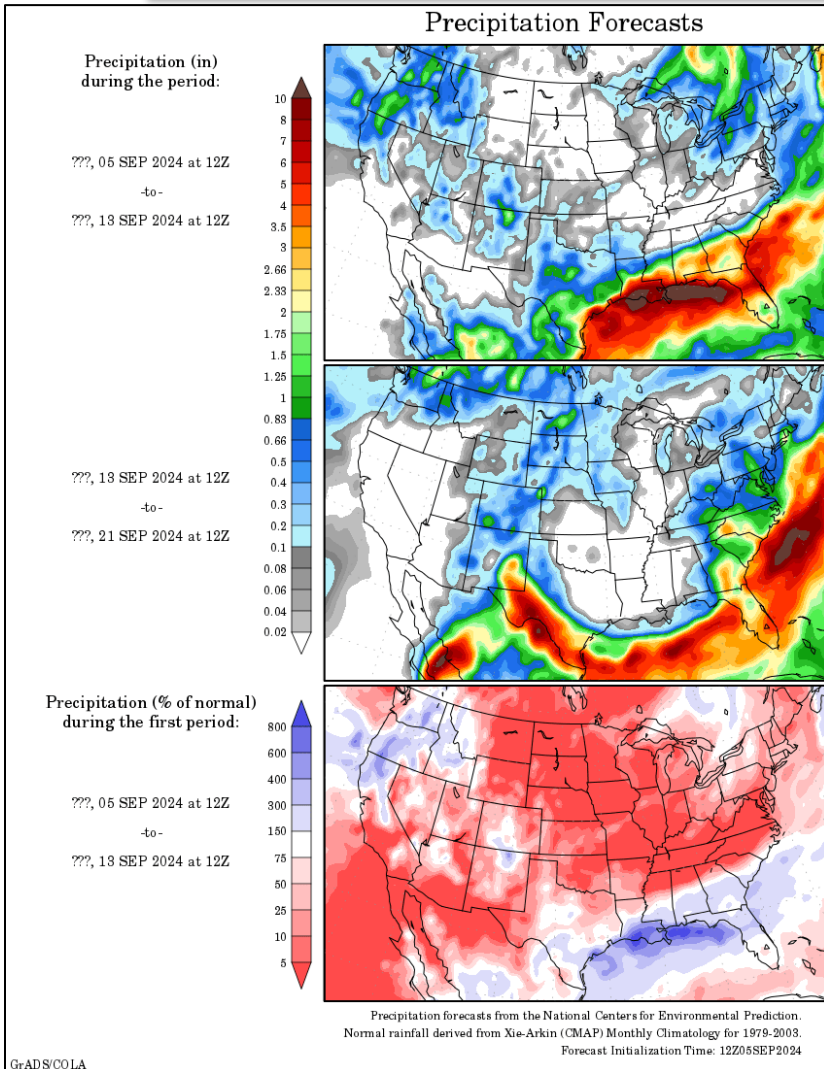 Precipitation Forecasts
Precipitation (in)
during the period:
???, 05 SEP 2024 at 12Z
-to-
???, 13 SEP 2024 at 12Z
10
8
7
6
5
4
3.5
3
2.66
2.33
2
1.75
1.5
1.25
1
0.83
0.66
0.5
0.4
0.3
0.2
0.1
0.08
0.06
0.04
0.02
???, 13 SEP 2024 at 12Z
-to-
???, 21 SEP 2024 at 12Z
Precipitation (% of normal)
during the first period:
???, 05 SEP 2024 at 12Z
-to-
???, 13 SEP 2024 at 12Z
800
600
400
300
150
75
50
25
10
5
Precipitation forecasts from the National Centers for Environmental Prediction.
Normal rainfall derived from Xie-Arkin (CMAP) Monthly Climatology for 1979-2003.
Forecast Initialization Time: 12Z05SEP2024
GrADS/COLA